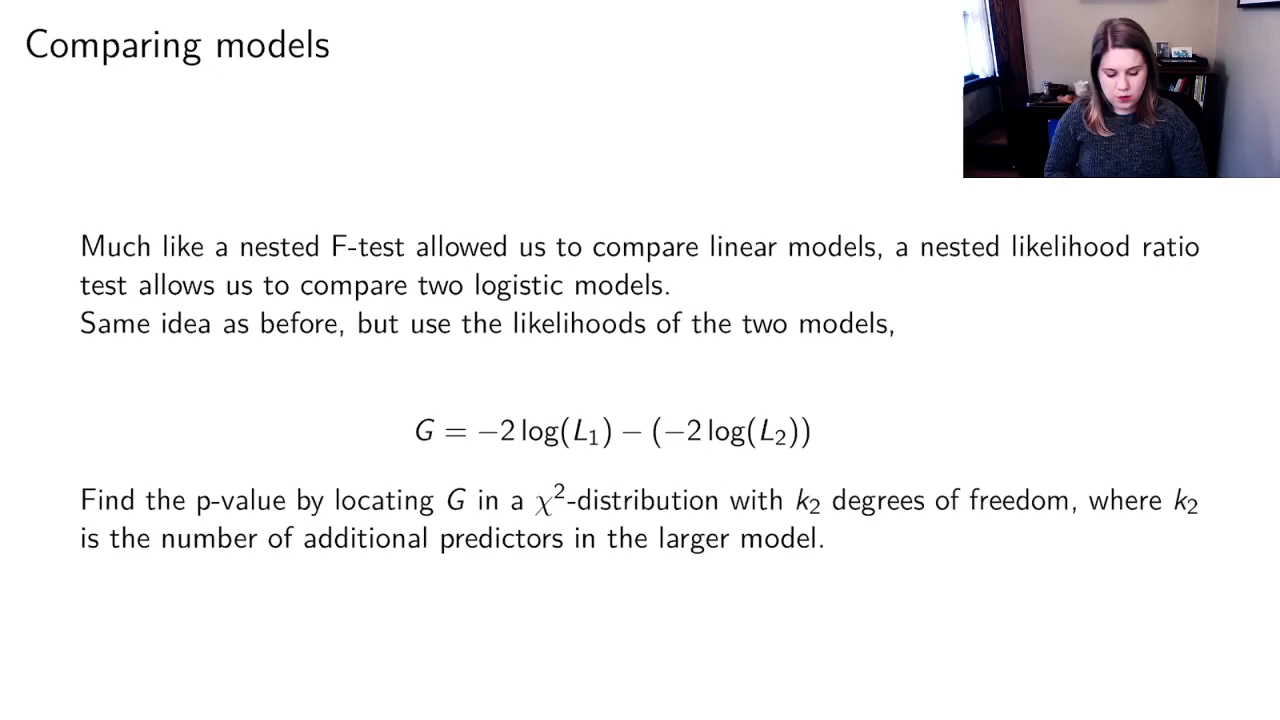 Comparing models
Much like a nested F-test allowed us to compare linear models, a nested likelihood ratio
test allows us to compare two logistic models.
Same idea as before, but use the likelihoods of the two models,
G = −2 log(L₁) − (−2 log(L₂))
Find the p-value by locating G in a χ²-distribution with k₂ degrees of freedom, where k₂
is the number of additional predictors in the larger model.